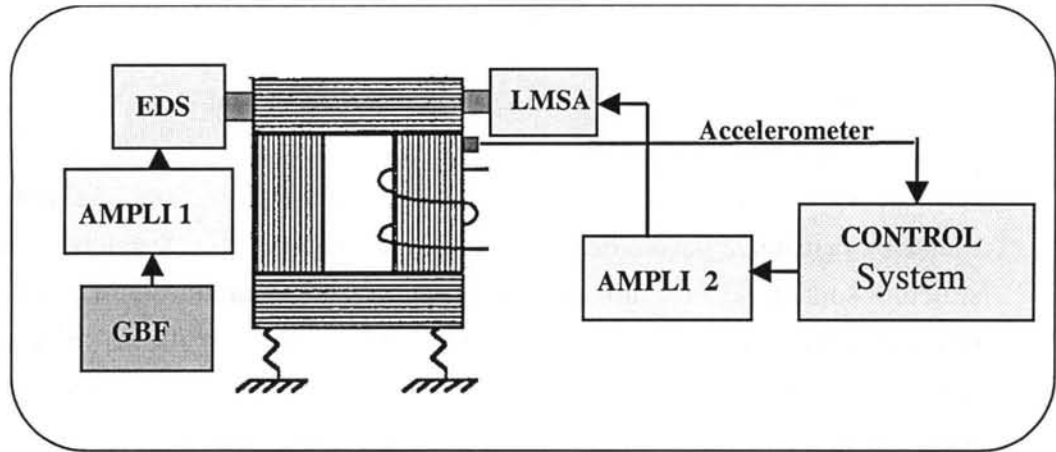 EDS
LMSA
Accelerometer
AMPLI 1
CONTROL
System
AMPLI 2
GBF